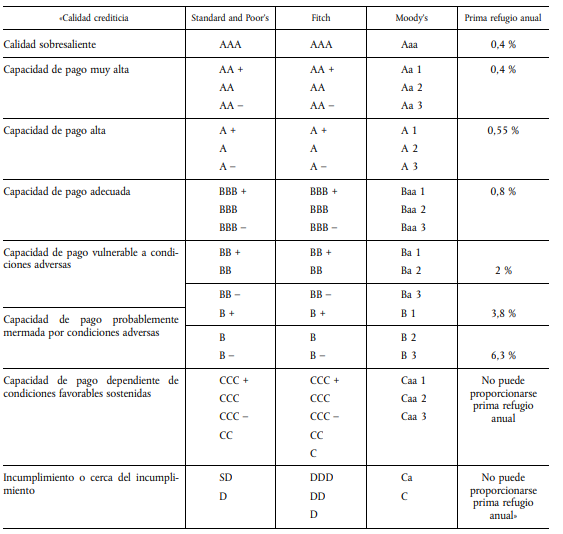 «Calidad crediticia Standard and Poor's Fitch Moody's Prima refugio anual
Calidad sobresaliente AAA AAA Aaa 0,4 %
Capacidad de pago muy alta AA + AA + Aa 1 0,4 %
AA AA Aa 2
AA – AA – Aa 3
Capacidad de pago alta A + A + A 1 0,55 %
A A A 2
A – A – A 3
Capacidad de pago adecuada BBB + BBB + Baa 1 0,8 %
BBB BBB Baa 2
BBB – BBB – Baa 3
Capacidad de pago vulnerable a condi- BB + BB + Ba 1
ciones adversas BB BB Ba 2 2 %
BB – BB – Ba 3
Capacidad de pago probablemente B + B + B 1 3,8 %
mermada por condiciones adversas B B B 2
B – B – B 3 6,3 %
Capacidad de pago dependiente de CCC + CCC + Caa 1 No puede
condiciones favorables sostenidas CCC CCC Caa 2 proporcionarse
CCC – CCC – Caa 3 prima refugio
CC CC anual
C
Incumplimiento o cerca del incumpli- SD DDD Ca No puede
miento D DD C proporcionarse
D prima refugio
anual»